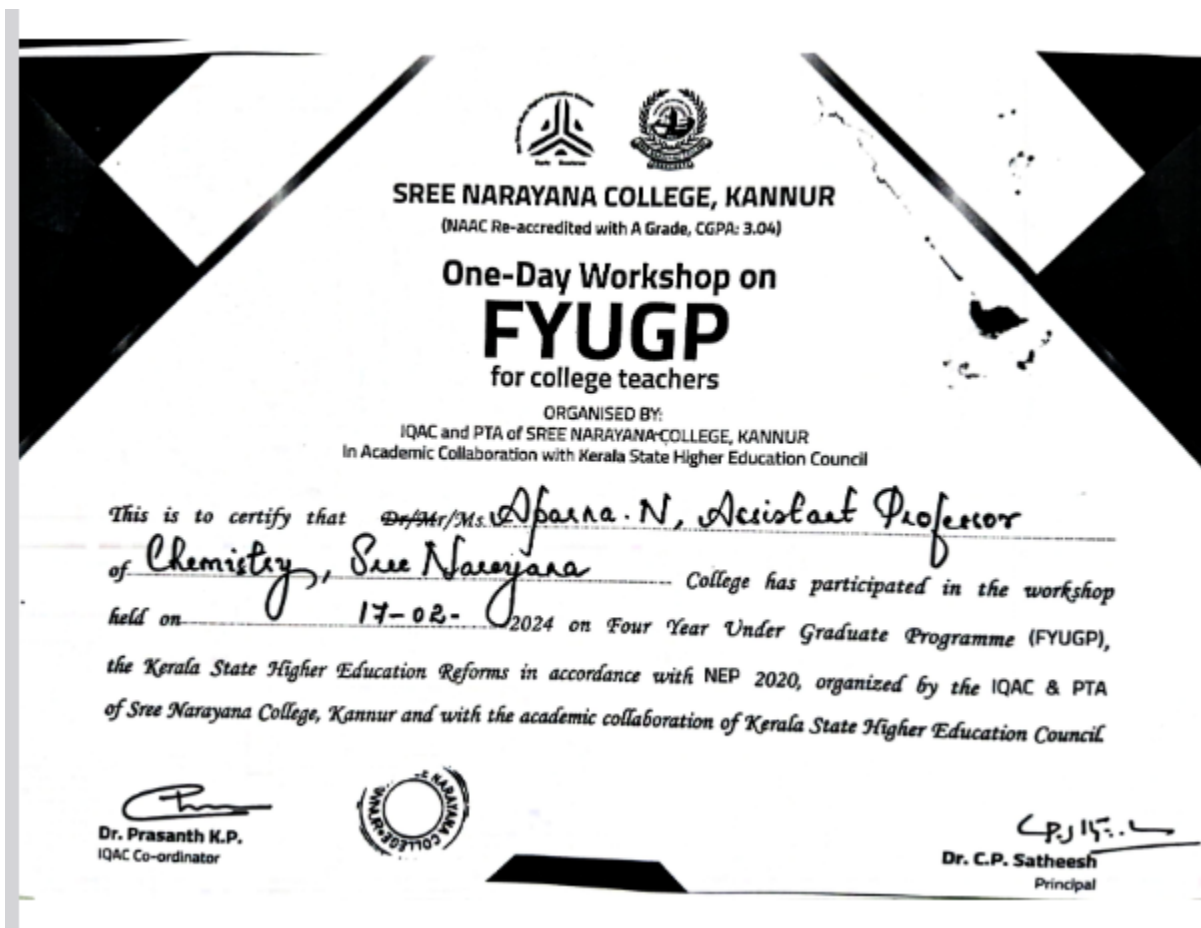 SREE NARAYANA COLLEGE, KANNUR
(NAAC Re-accredited with A Grade, CGPA: 3.04)
One-Day Workshop on
FYUGP
for college teachers
ORGANISED BY:
IQAC and PTA of SREE NARAYANA COLLEGE, KANNUR
In Academic Collaboration with Kerala State Higher Education Council
This is to certify that Dr/Mr/Ms. Aparna. N, Assistant Professor
of Chemistry, Sree Narayana College has participated in the workshop
held on 17-02- 2024 on Four Year Under Graduate Programme (FYUGP),
the Kerala State Higher Education Reforms in accordance with NEP 2020, organized by the IQAC & PTA
of Sree Narayana College, Kannur and with the academic collaboration of Kerala State Higher Education Council.
NARAYANA COLLEGE
Dr. Prasanth K.P.
IQAC Co-ordinator
Dr. C.P. Satheesh
Principal